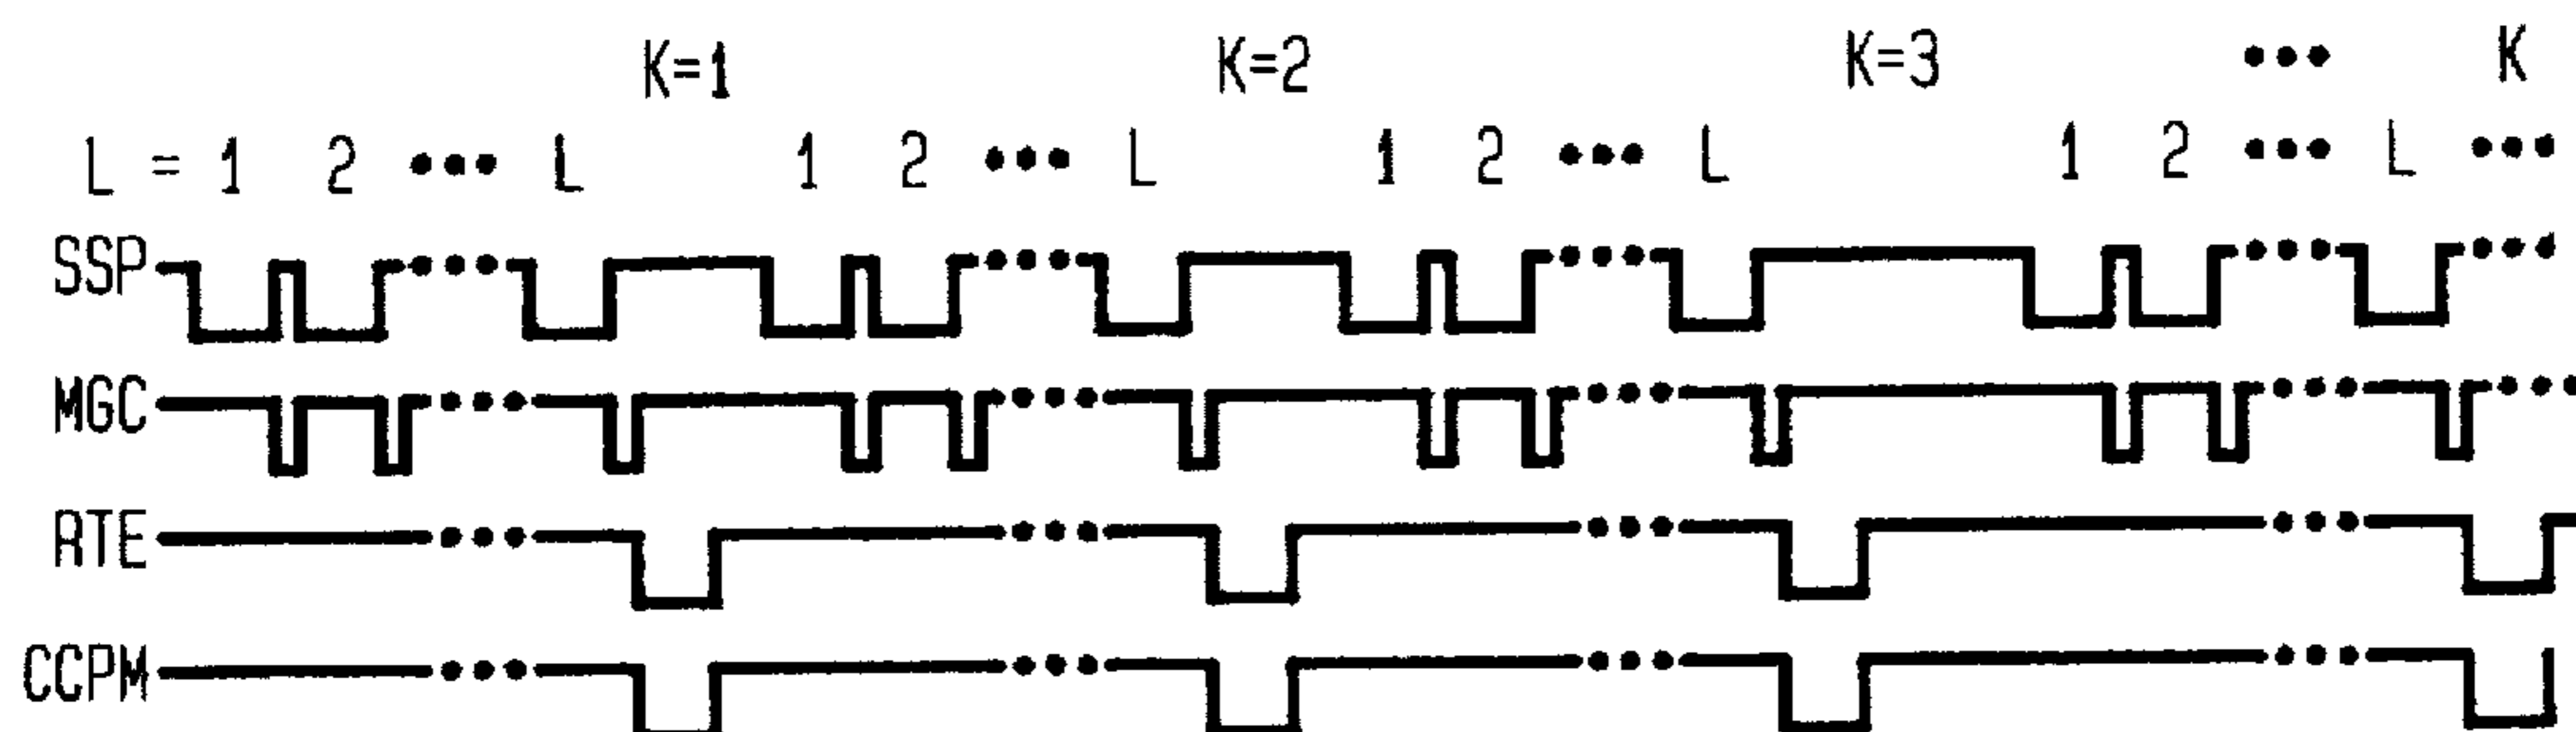 K=1 K=2 K=3 ••• K
L = 1 2 ••• L 1 2 ••• L 1 2 ••• L 1 2 ••• L •••
SSP
MGC
RTE
CCPM